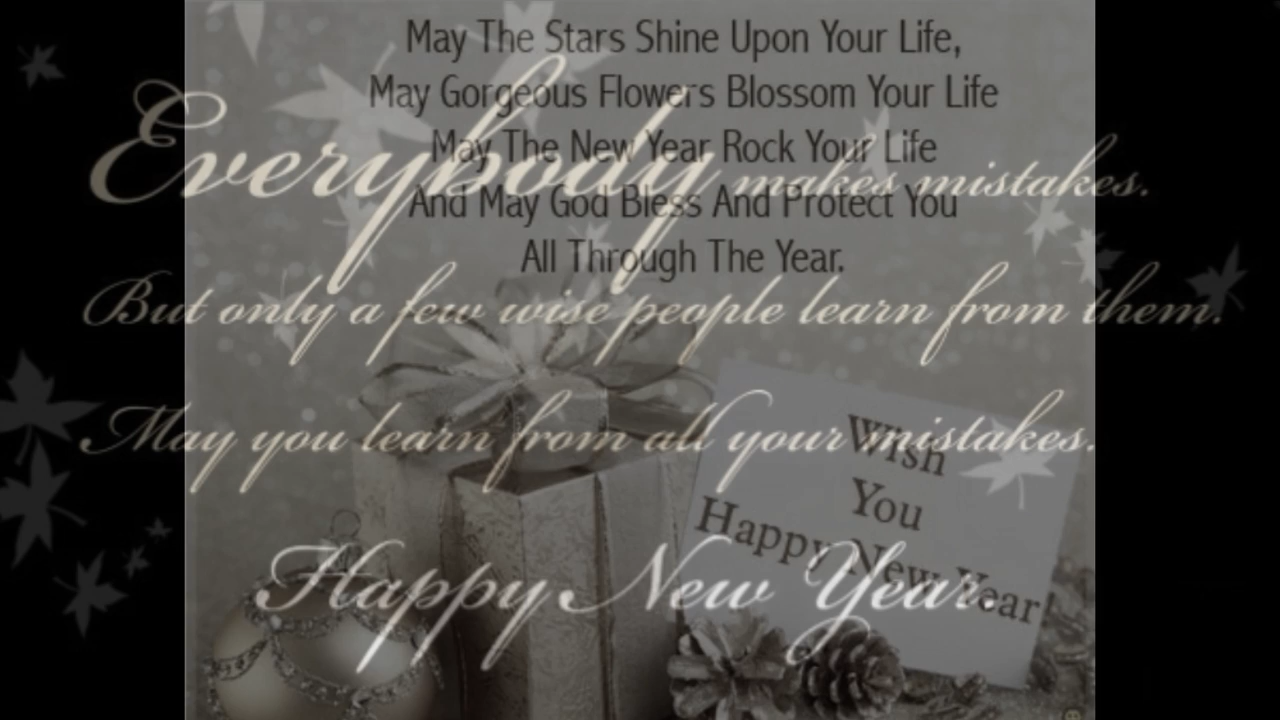 May The Stars Shine Upon Your Life,
May Gorgeous Flowers Blossom Your Life
May The New Year Rock Your Life
And May God Bless And Protect You
All Through The Year.
Everybody makes mistakes.
But only a few wise people learn from them.
May you learn from all your mistakes.
Happy New Year.
Wish
You
Happy New Year!